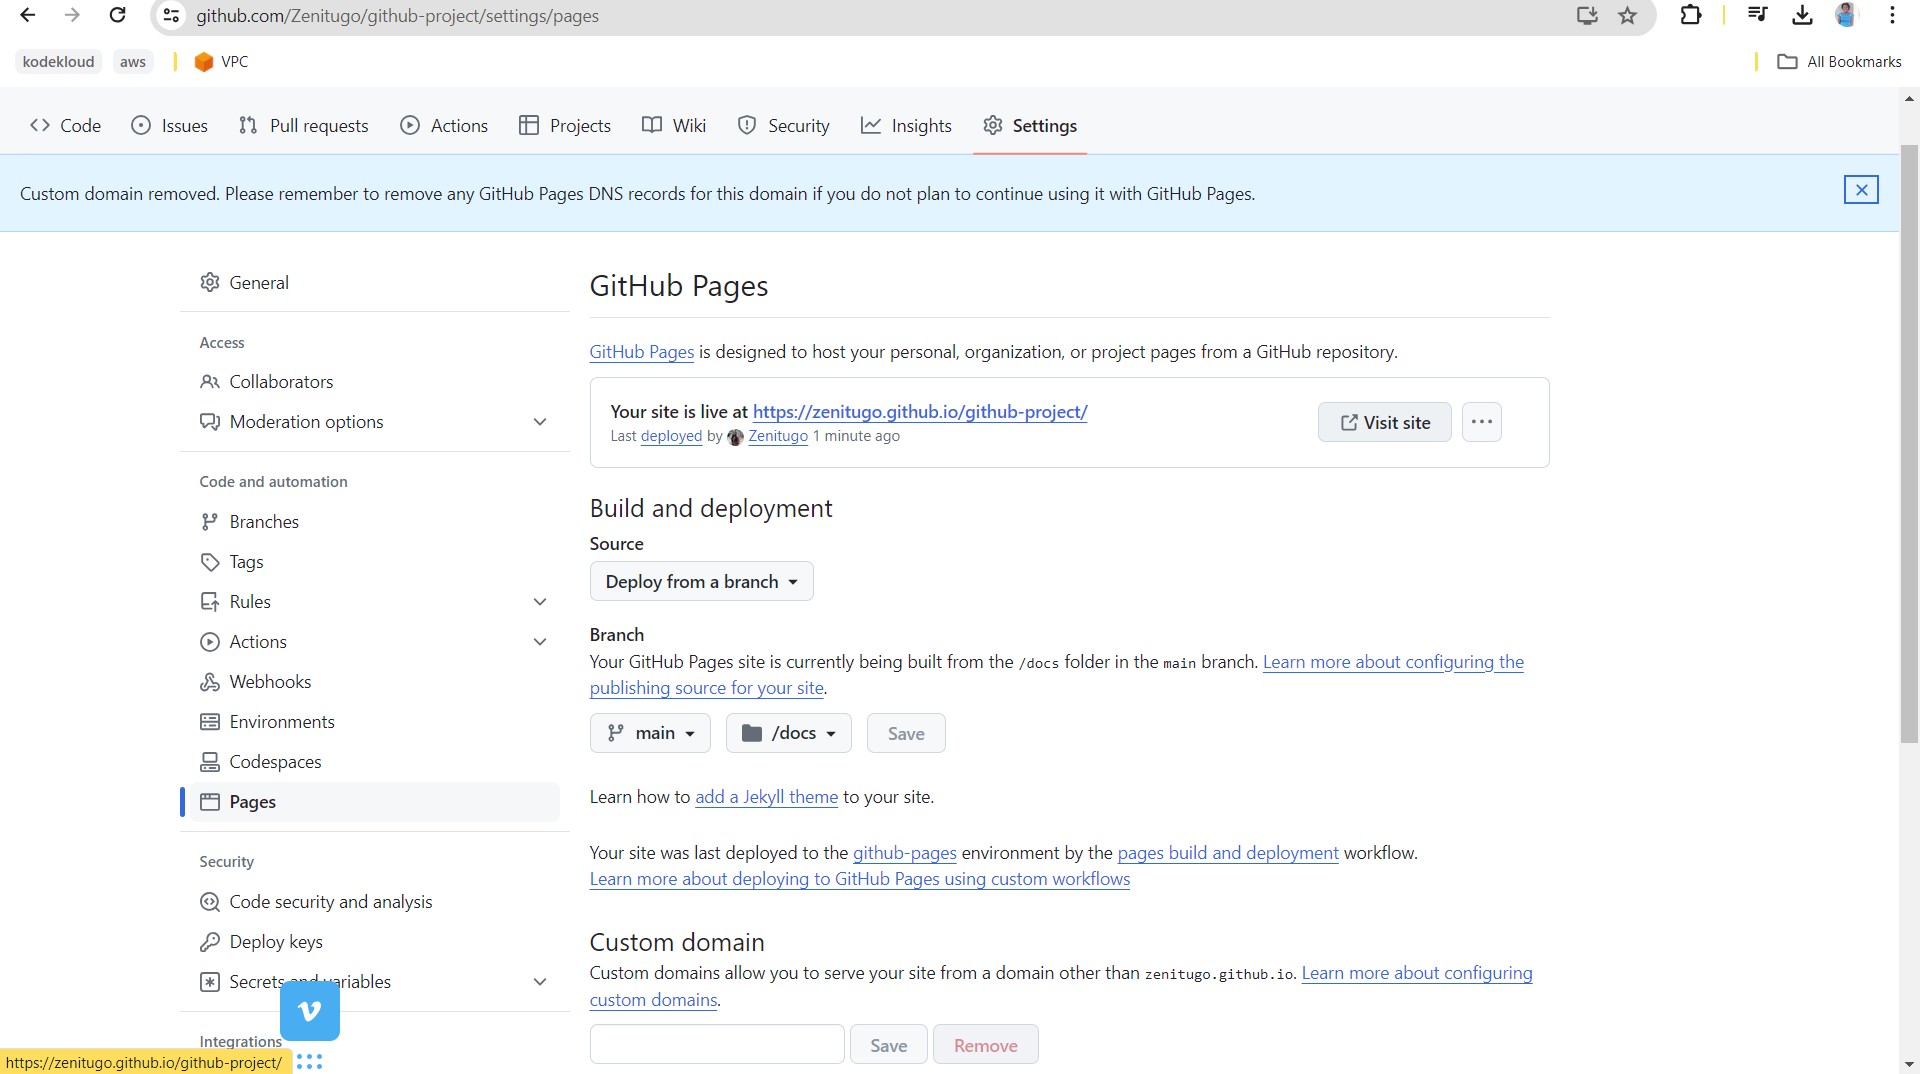 github.com/Zenitugo/github-project/settings/pages
kodekloud aws VPC All Bookmarks
Code Issues Pull requests Actions Projects Wiki Security Insights Settings
Custom domain removed. Please remember to remove any GitHub Pages DNS records for this domain if you do not plan to continue using it with GitHub Pages.
General
Access
Collaborators
Moderation options
Code and automation
Branches
Tags
Rules
Actions
Webhooks
Environments
Codespaces
Pages
Security
Code security and analysis
Deploy keys
Secrets and variables
Integrations
GitHub Pages
GitHub Pages is designed to host your personal, organization, or project pages from a GitHub repository.
Your site is live at https://zenitugo.github.io/github-project/
Last deployed by Zenitugo 1 minute ago
Visit site
Build and deployment
Source
Deploy from a branch
Branch
Your GitHub Pages site is currently being built from the /docs folder in the main branch. Learn more about configuring the
publishing source for your site.
main /docs Save
Learn how to add a Jekyll theme to your site.
Your site was last deployed to the github-pages environment by the pages build and deployment workflow.
Learn more about deploying to GitHub Pages using custom workflows
Custom domain
Custom domains allow you to serve your site from a domain other than zenitugo.github.io. Learn more about configuring
custom domains.
Save Remove
https://zenitugo.github.io/github-project/